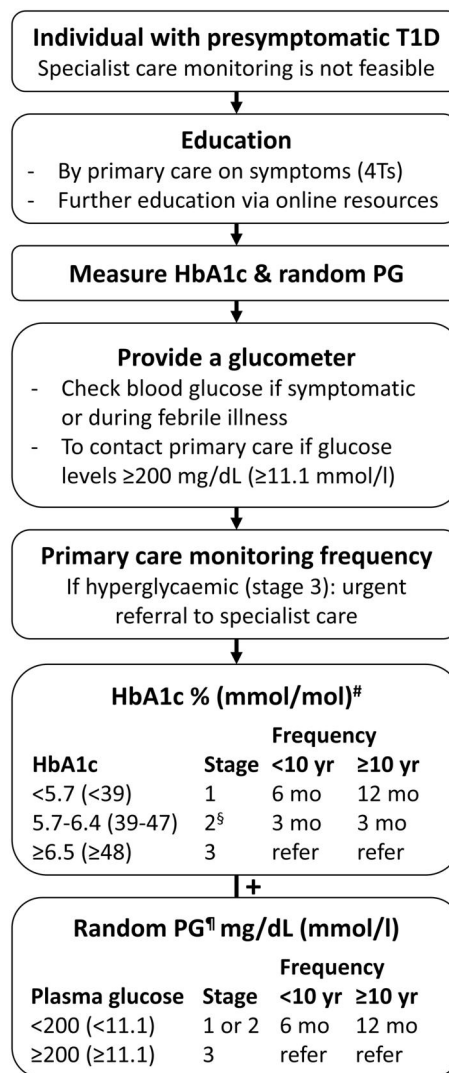 Individual with presymptomatic T1D
Specialist care monitoring is not feasible
Education
- By primary care on symptoms (4Ts)
- Further education via online resources
Measure HbA1c & random PG
Provide a glucometer
- Check blood glucose if symptomatic
or during febrile illness
- To contact primary care if glucose
levels ≥200 mg/dL (≥11.1 mmol/l)
Primary care monitoring frequency
If hyperglycaemic (stage 3): urgent
referral to specialist care
HbA1c % (mmol/mol)#
Frequency
HbA1c Stage <10 yr ≥10 yr
<5.7 (<39) 1 6 mo 12 mo
5.7-6.4 (39-47) 2§ 3 mo 3 mo
≥6.5 (≥48) 3 refer refer
+
Random PG¶ mg/dL (mmol/l)
Frequency
Plasma glucose Stage <10 yr ≥10 yr
<200 (<11.1) 1 or 2 6 mo 12 mo
≥200 (≥11.1) 3 refer refer